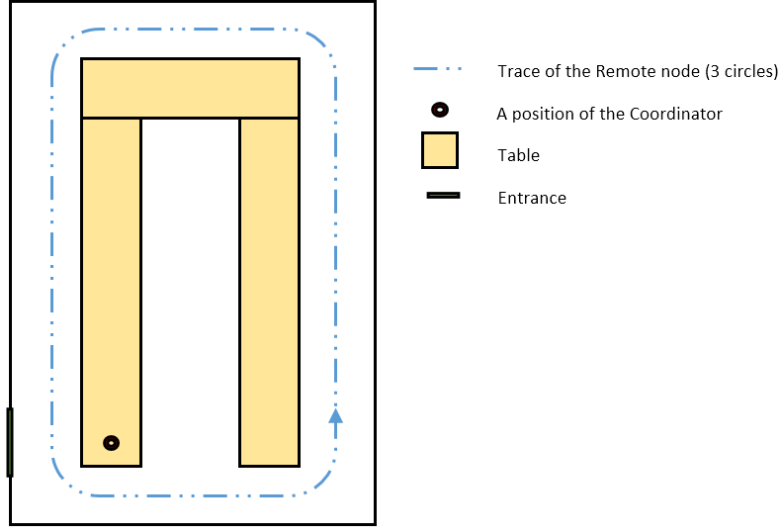 Trace of the Remote node (3 circles)
A position of the Coordinator
Table
Entrance